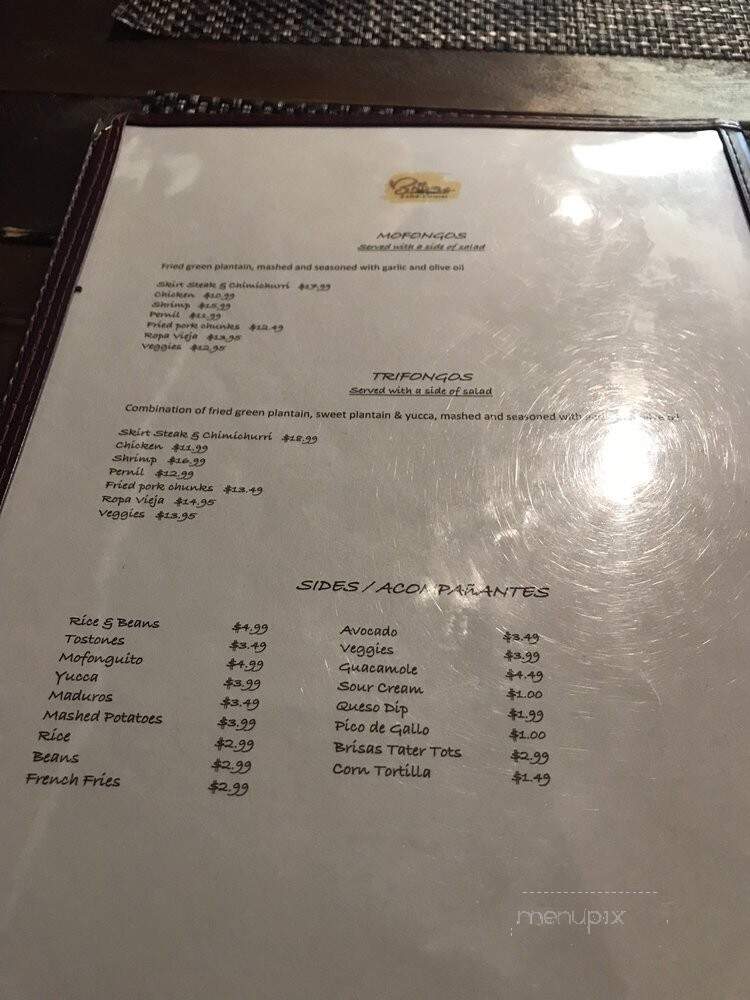 Brisas
MOFONGOS
Served with a side of salad
Fried green plantain, mashed and seasoned with garlic and olive oil
Skirt Steak & Chimichurri $17.99
Chicken $10.99
Shrimp $15.99
Pernil $11.99
Fried pork chunks $12.49
Ropa Vieja $13.95
Veggies $12.95
TRIFONGOS
Served with a side of salad
Combination of fried green plantain, sweet plantain & yucca, mashed and seasoned with garlic and olive oil
Skirt Steak & Chimichurri $18.99
Chicken $11.99
Shrimp $16.99
Pernil $12.99
Fried pork chunks $13.49
Ropa Vieja $14.95
Veggies $13.95
SIDES / ACOMPAñANTES
Rice & Beans $4.99
Tostones $3.49
Mofonguito $4.99
Yucca $3.99
Maduros $3.49
Mashed Potatoes $3.99
Rice $2.99
Beans $2.99
French Fries $2.99
Avocado $3.49
Veggies $3.99
Guacamole $4.49
Sour Cream $1.00
Queso Dip $1.99
Pico de Gallo $1.00
Brisas Tater Tots $2.99
Corn Tortilla $1.49
menupix